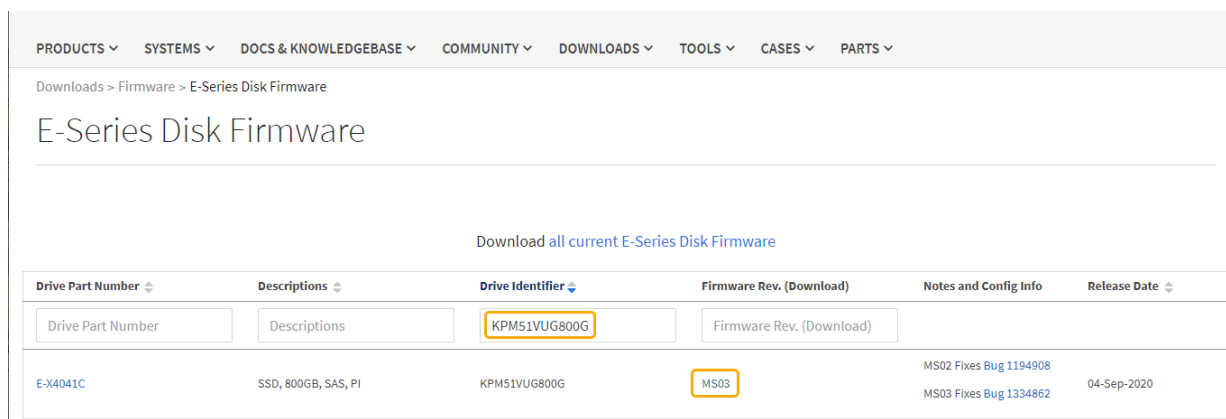 PRODUCTS SYSTEMS DOCS & KNOWLEDGEBASE COMMUNITY DOWNLOADS TOOLS CASES PARTS
Downloads > Firmware > E-Series Disk Firmware
E-Series Disk Firmware
Download all current E-Series Disk Firmware
Drive Part Number Descriptions Drive Identifier Firmware Rev. (Download) Notes and Config Info Release Date
Drive Part Number Descriptions KPM51VUG800G Firmware Rev. (Download)
MS02 Fixes Bug 1194908
E-X4041C SSD, 800GB, SAS, PI KPM51VUG800G MS03 04-Sep-2020
MS03 Fixes Bug 1334862